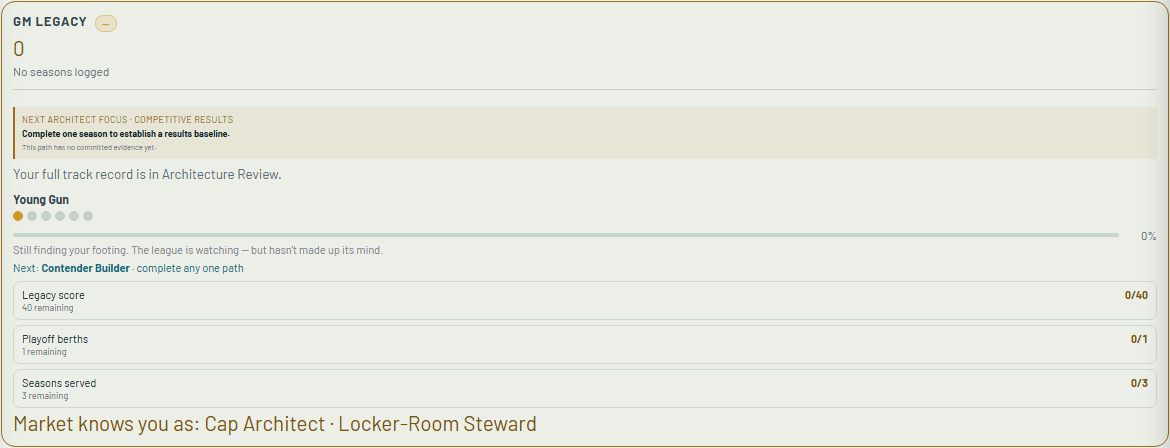 GM LEGACY –
0
No seasons logged
NEXT ARCHITECT FOCUS · COMPETITIVE RESULTS
Complete one season to establish a results baseline.
This path has no committed evidence yet.
Your full track record is in Architecture Review.
Young Gun
0%
Still finding your footing. The league is watching — but hasn't made up its mind.
Next: Contender Builder · complete any one path
Legacy score 0/40
40 remaining
Playoff berths 0/1
1 remaining
Seasons served 0/3
3 remaining
Market knows you as: Cap Architect · Locker-Room Steward